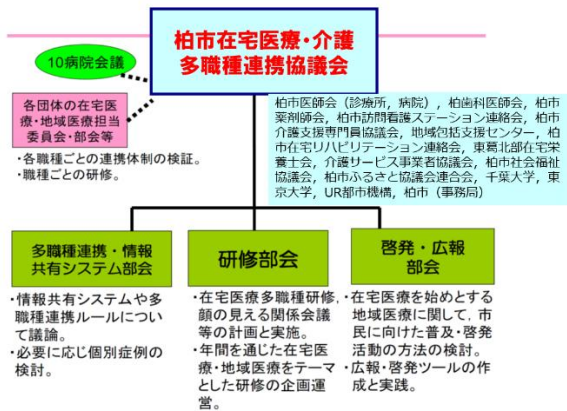 柏市在宅医療・介護
多職種連携協議会
10病院会議
各団体の在宅医
療・地域医療担当
委員会・部会等
・各職種ごとの連携体制の検証。
・職種ごとの研修。
柏市医師会（診療所，病院），柏歯科医師会，柏市
薬剤師会，柏市訪問看護ステーション連絡会，柏市
介護支援専門員協議会，地域包括支援センター，柏
市在宅リハビリテーション連絡会，東葛北部在宅栄
養士会，介護サービス事業者協議会，柏市社会福祉
協議会，柏市ふるさと協議会連合会，千葉大学，東
京大学，UR都市機構，柏市（事務局）
多職種連携・情報
共有システム部会
・情報共有システムや多
職種連携ルールについ
て議論。
・必要に応じ個別症例の
検討。
研修部会
・在宅医療多職種研修，
顔の見える関係会議
等の計画と実施。
・年間を通じた在宅医
療・地域医療をテーマ
とした研修の企画運
営。
啓発・広報
部会
・在宅医療を始めとする
地域医療に関して，市
民に向けた普及・啓発
活動の方法の検討。
・広報・啓発ツールの作
成と実践。